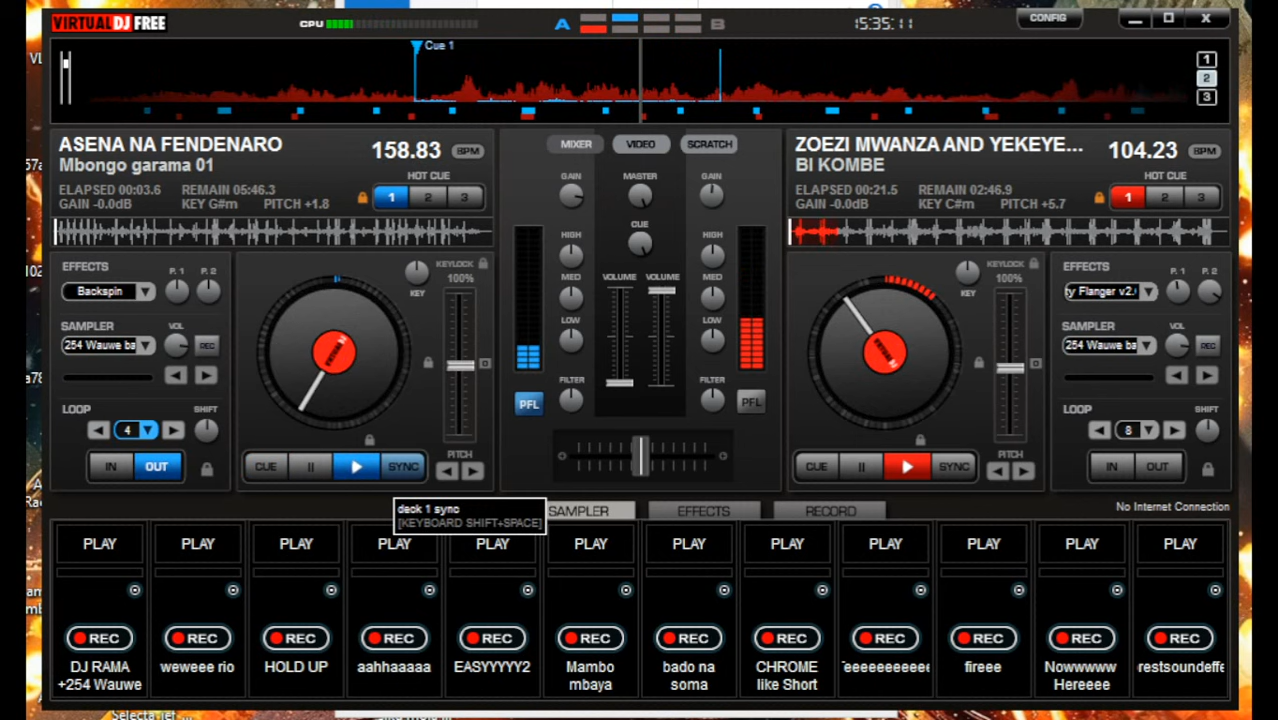 VIRTUAL DJ FREE
CPU
A
B
15:35:11
CONFIG
Cue 1
1
2
3
ASENA NA FENDENARO
Mbongo garama 01
158.83 BPM
ELAPSED 00:03.6 REMAIN 05:46.3
GAIN -0.0dB KEY G#m PITCH +1.8
HOT CUE
1 2 3
MIXER VIDEO SCRATCH
ZOEZI MWANZA AND YEKEYE...
BI KOMBE
104.23 BPM
ELAPSED 00:21.5 REMAIN 02:46.9
GAIN -0.0dB KEY C#m PITCH +5.7
HOT CUE
1 2 3
EFFECTS
P. 1 P. 2
Backspin
SAMPLER
VOL
254 Wauwe ba
REC
LOOP
SHIFT
4
IN OUT
KEY
KEYLOCK
100%
CUE
SYNC
PITCH
GAIN MASTER GAIN
CUE
HIGH HIGH
MED VOLUME VOLUME MED
LOW LOW
FILTER FILTER
PFL PFL
KEY
KEYLOCK
100%
CUE
SYNC
PITCH
EFFECTS
P. 1 P. 2
ty Flanger v2.
SAMPLER
VOL
254 Wauwe ba
REC
LOOP
SHIFT
8
IN OUT
deck 1 sync
[KEYBOARD SHIFT+SPACE]
SAMPLER EFFECTS RECORD
No Internet Connection
PLAY PLAY PLAY PLAY PLAY PLAY PLAY PLAY PLAY PLAY PLAY PLAY
REC REC REC REC REC REC REC REC REC REC REC REC
DJ RAMA
+254 Wauwe
weweee rio
HOLD UP
aahhaaaaa
EASYYYYY2
Mambo
mbaya
bado na
soma
CHROME
like Short
fireee
Nowwwww
Hereeee
restsoundeffe